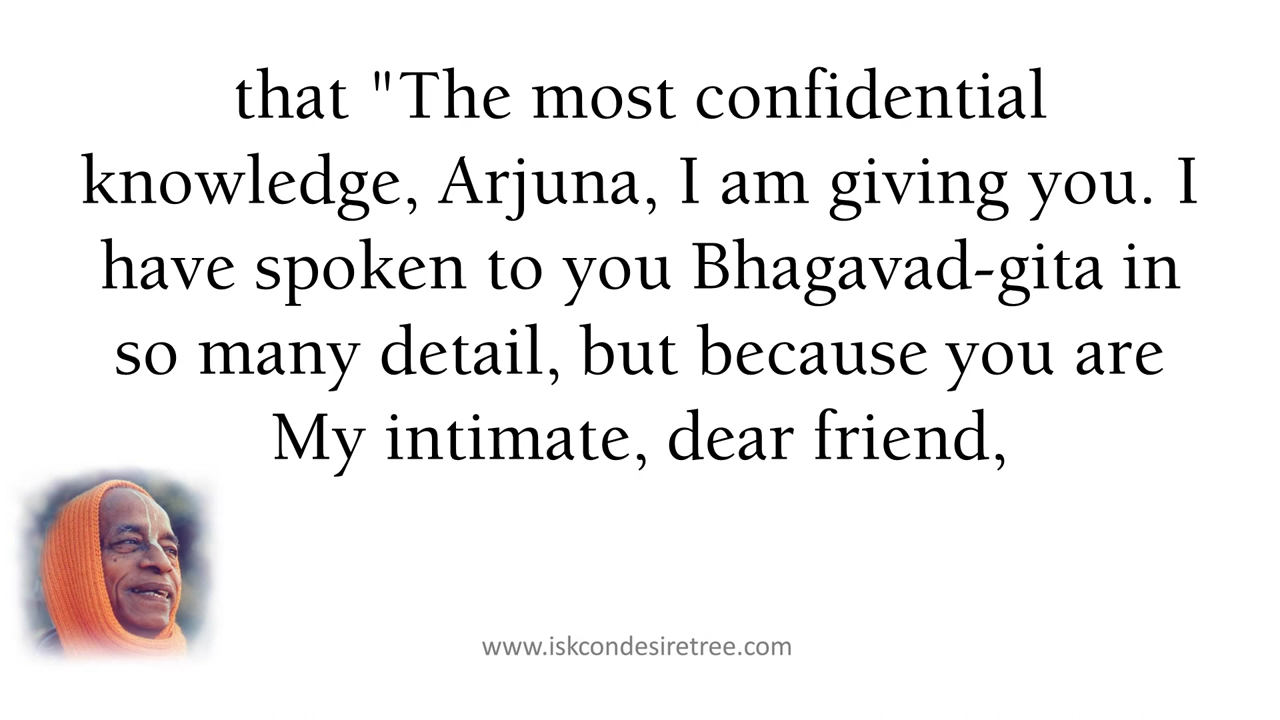 that "The most confidential
knowledge, Arjuna, I am giving you. I
have spoken to you Bhagavad-gita in
so many detail, but because you are
My intimate, dear friend,
www.iskcondesiretree.com